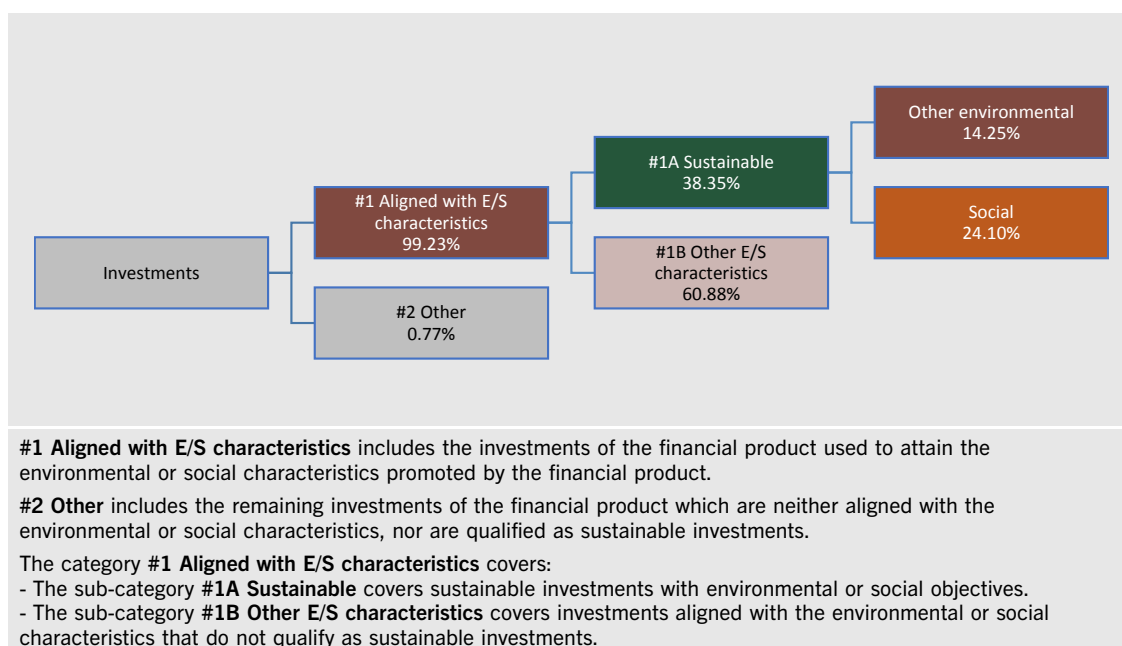 Investments
#1 Aligned with E/S
characteristics
99.23%
#2 Other
0.77%
#1A Sustainable
38.35%
#1B Other E/S
characteristics
60.88%
Other environmental
14.25%
Social
24.10%
#1 Aligned with E/S characteristics includes the investments of the financial product used to attain the
environmental or social characteristics promoted by the financial product.
#2 Other includes the remaining investments of the financial product which are neither aligned with the
environmental or social characteristics, nor are qualified as sustainable investments.
The category #1 Aligned with E/S characteristics covers:
- The sub-category #1A Sustainable covers sustainable investments with environmental or social objectives.
- The sub-category #1B Other E/S characteristics covers investments aligned with the environmental or social
characteristics that do not qualify as sustainable investments.